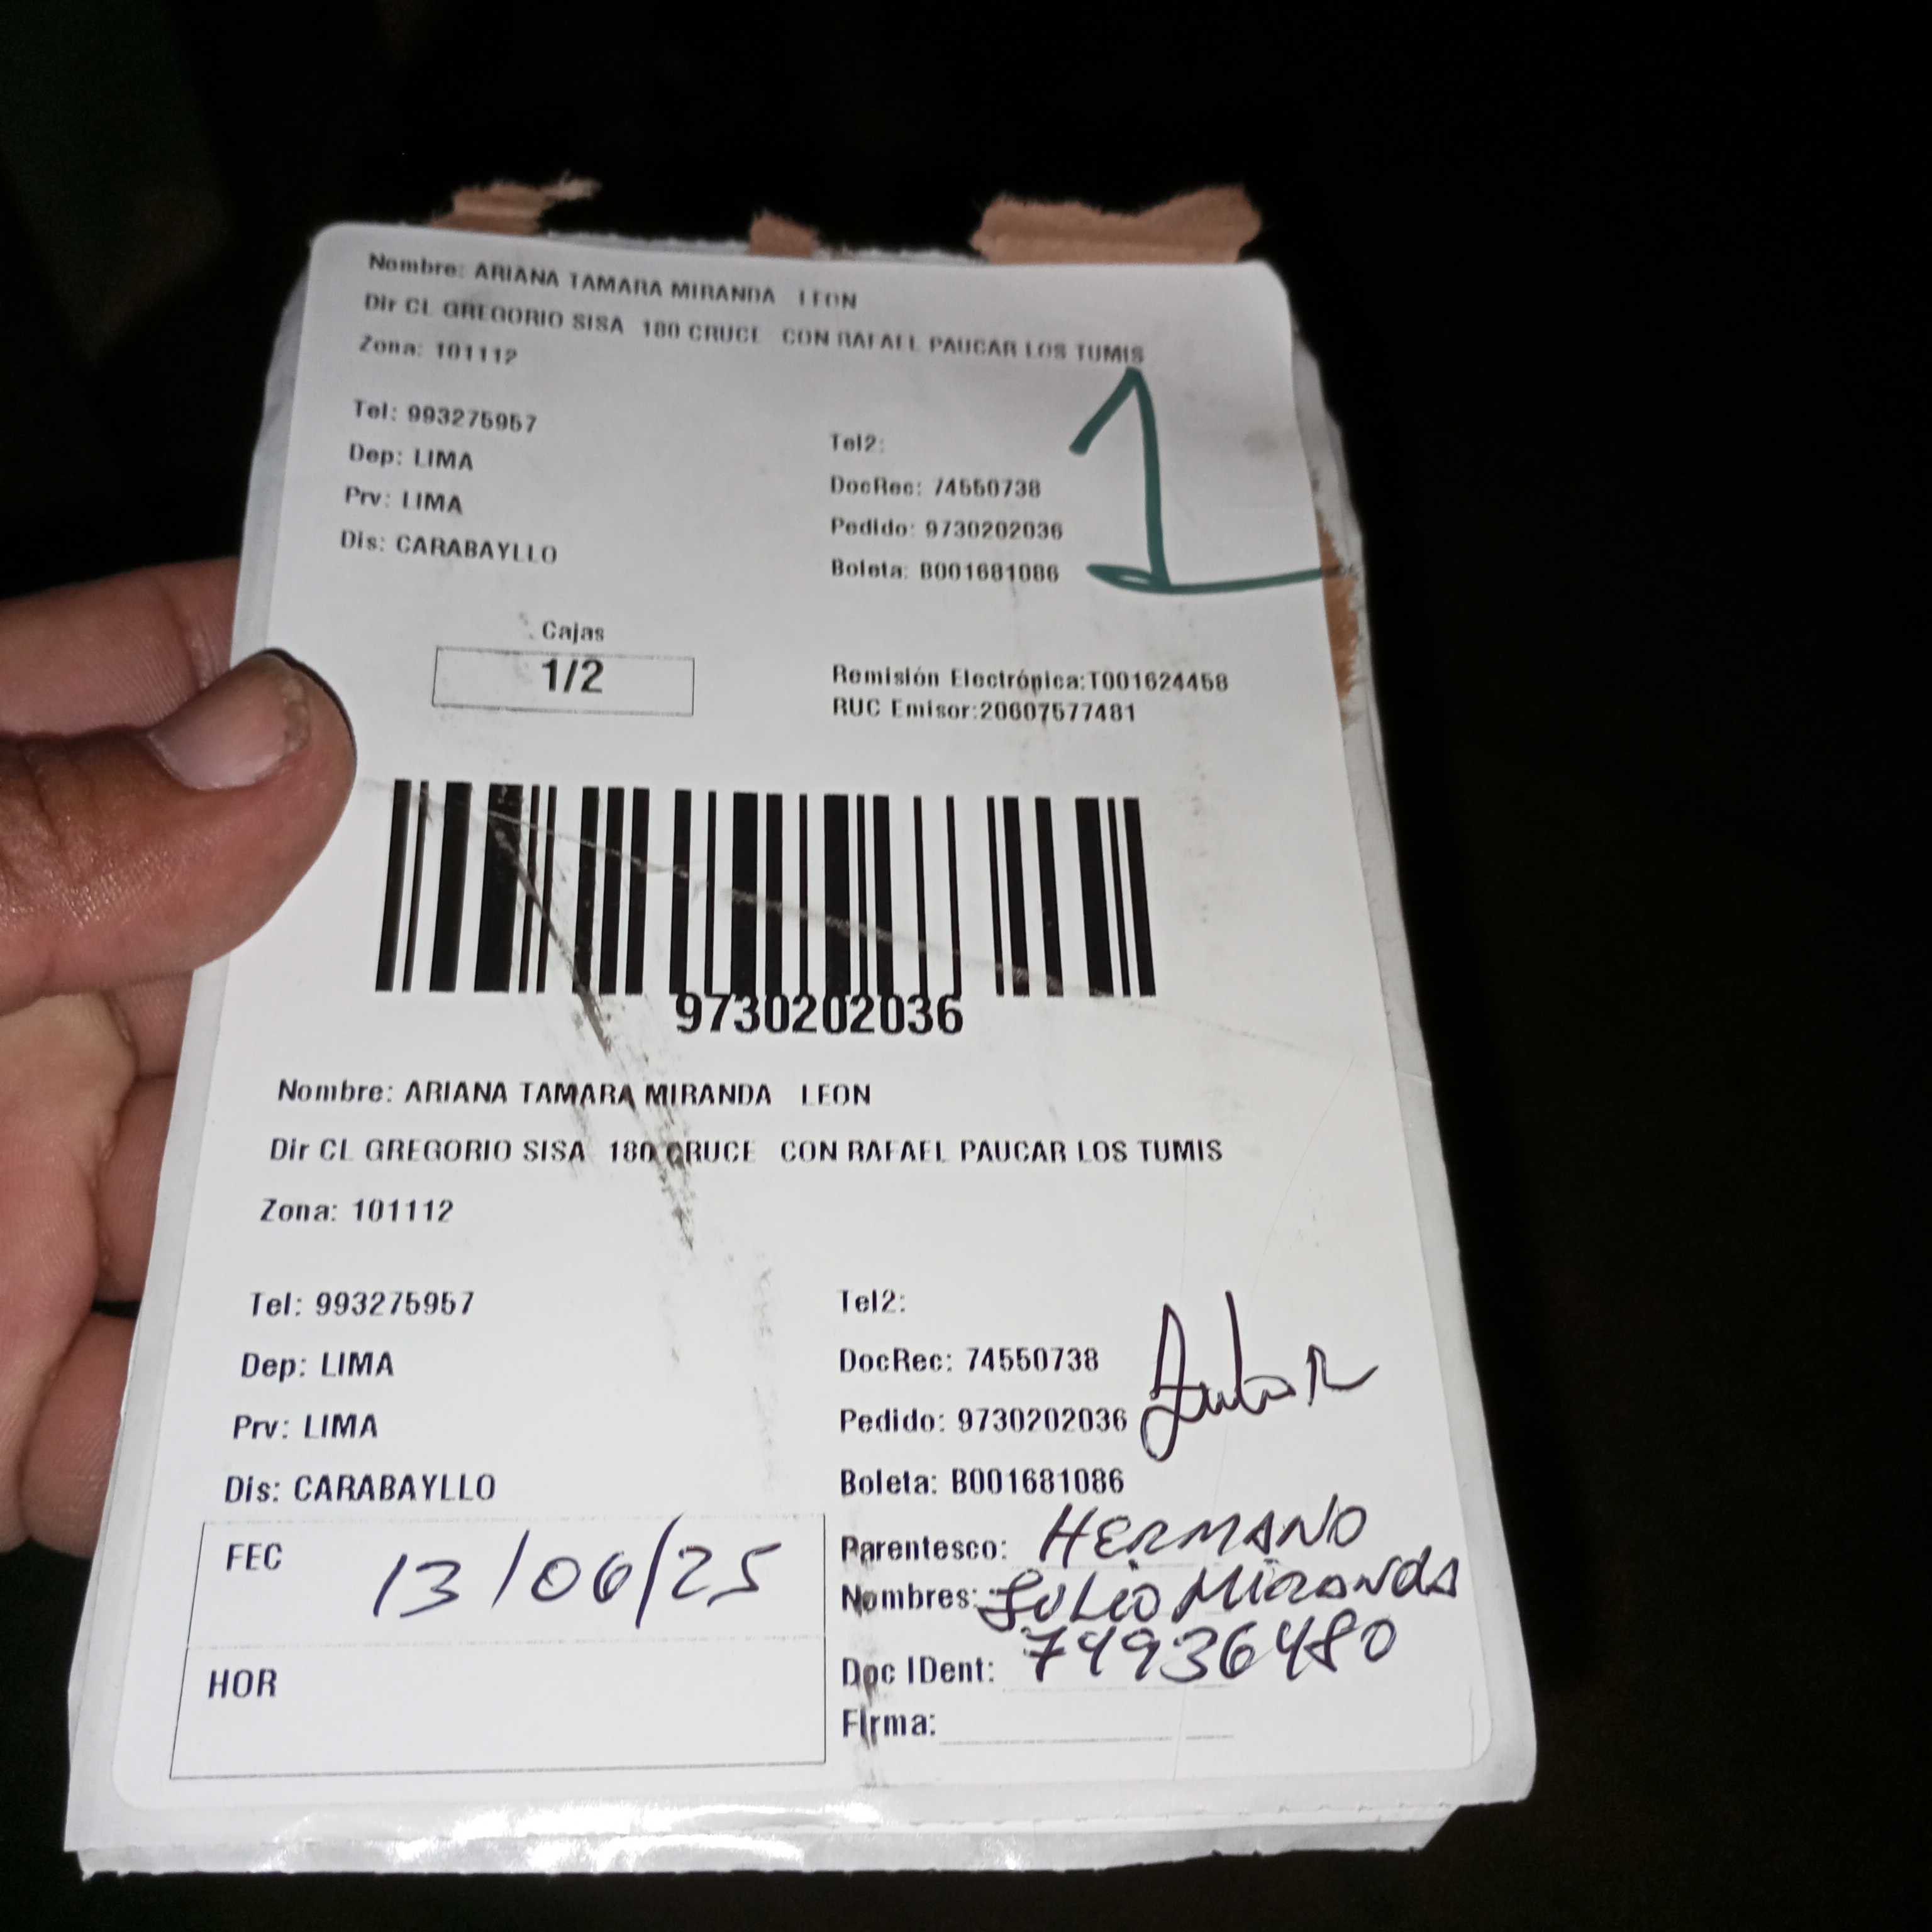 Nombre: ARIANA TAMARA MIRANDA LEON
Dir CL GREGORIO SISA 180 CRUCE CON RAFAEL PAUCAR LOS TUMIS
Zona: 101112
1
Tel: 993275957
Tel2:
Dep: LIMA
DocRec: 74550738
Prv: LIMA
Pedido: 9730202036
Dis: CARABAYLLO
Boleta: B001681086
Cajas
1/2
Remisión Electrónica:T001624458
RUC Emisor:20607577481
9730202036
Nombre: ARIANA TAMARA MIRANDA LEON
Dir CL GREGORIO SISA 180 CRUCE CON RAFAEL PAUCAR LOS TUMIS
Zona: 101112
Tel: 993275957
Tel2:
Dep: LIMA
DocRec: 74550738
Prv: LIMA
Pedido: 9730202036
Dis: CARABAYLLO
Boleta: B001681086
FEC 13/06/25
Parentesco: HERMANO
Nombres: JULIO MIRANDA
Doc IDent: 74936480
HOR
Firma: